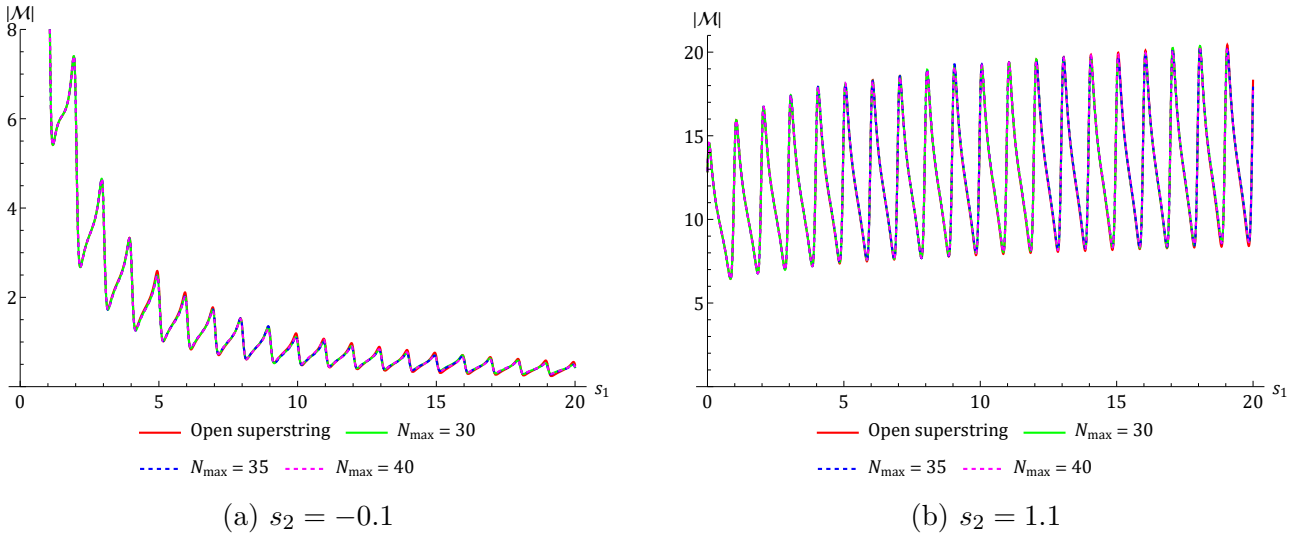 |M|
8
6
4
2
0 5 10 15 20 s₁
Open superstring N_max = 30
N_max = 35 N_max = 40
(a) s₂ = −0.1
|M|
20
15
10
5
0 5 10 15 20 s₁
Open superstring N_max = 30
N_max = 35 N_max = 40
(b) s₂ = 1.1